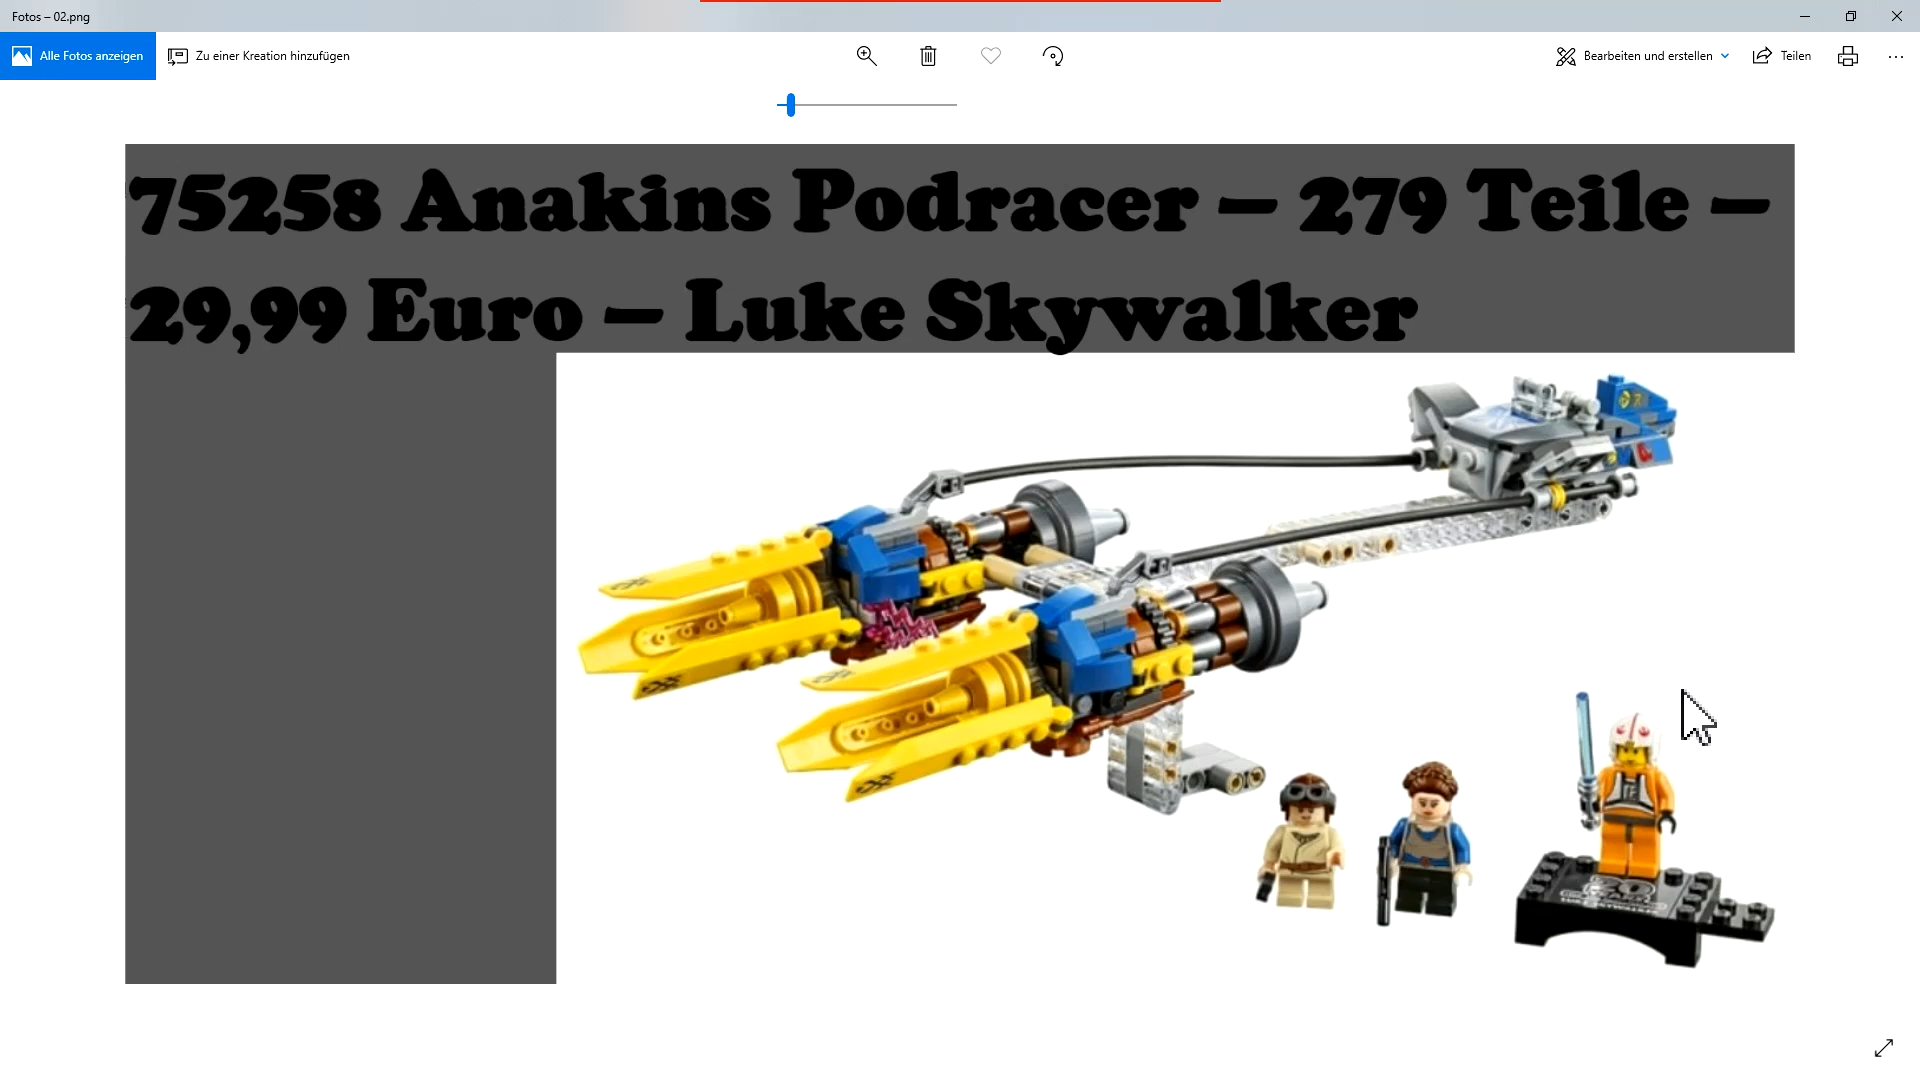 Fotos – 02.png
Alle Fotos anzeigen
Zu einer Kreation hinzufügen
Bearbeiten und erstellen
Teilen
75258 Anakins Podracer – 279 Teile –
29,99 Euro – Luke Skywalker
20